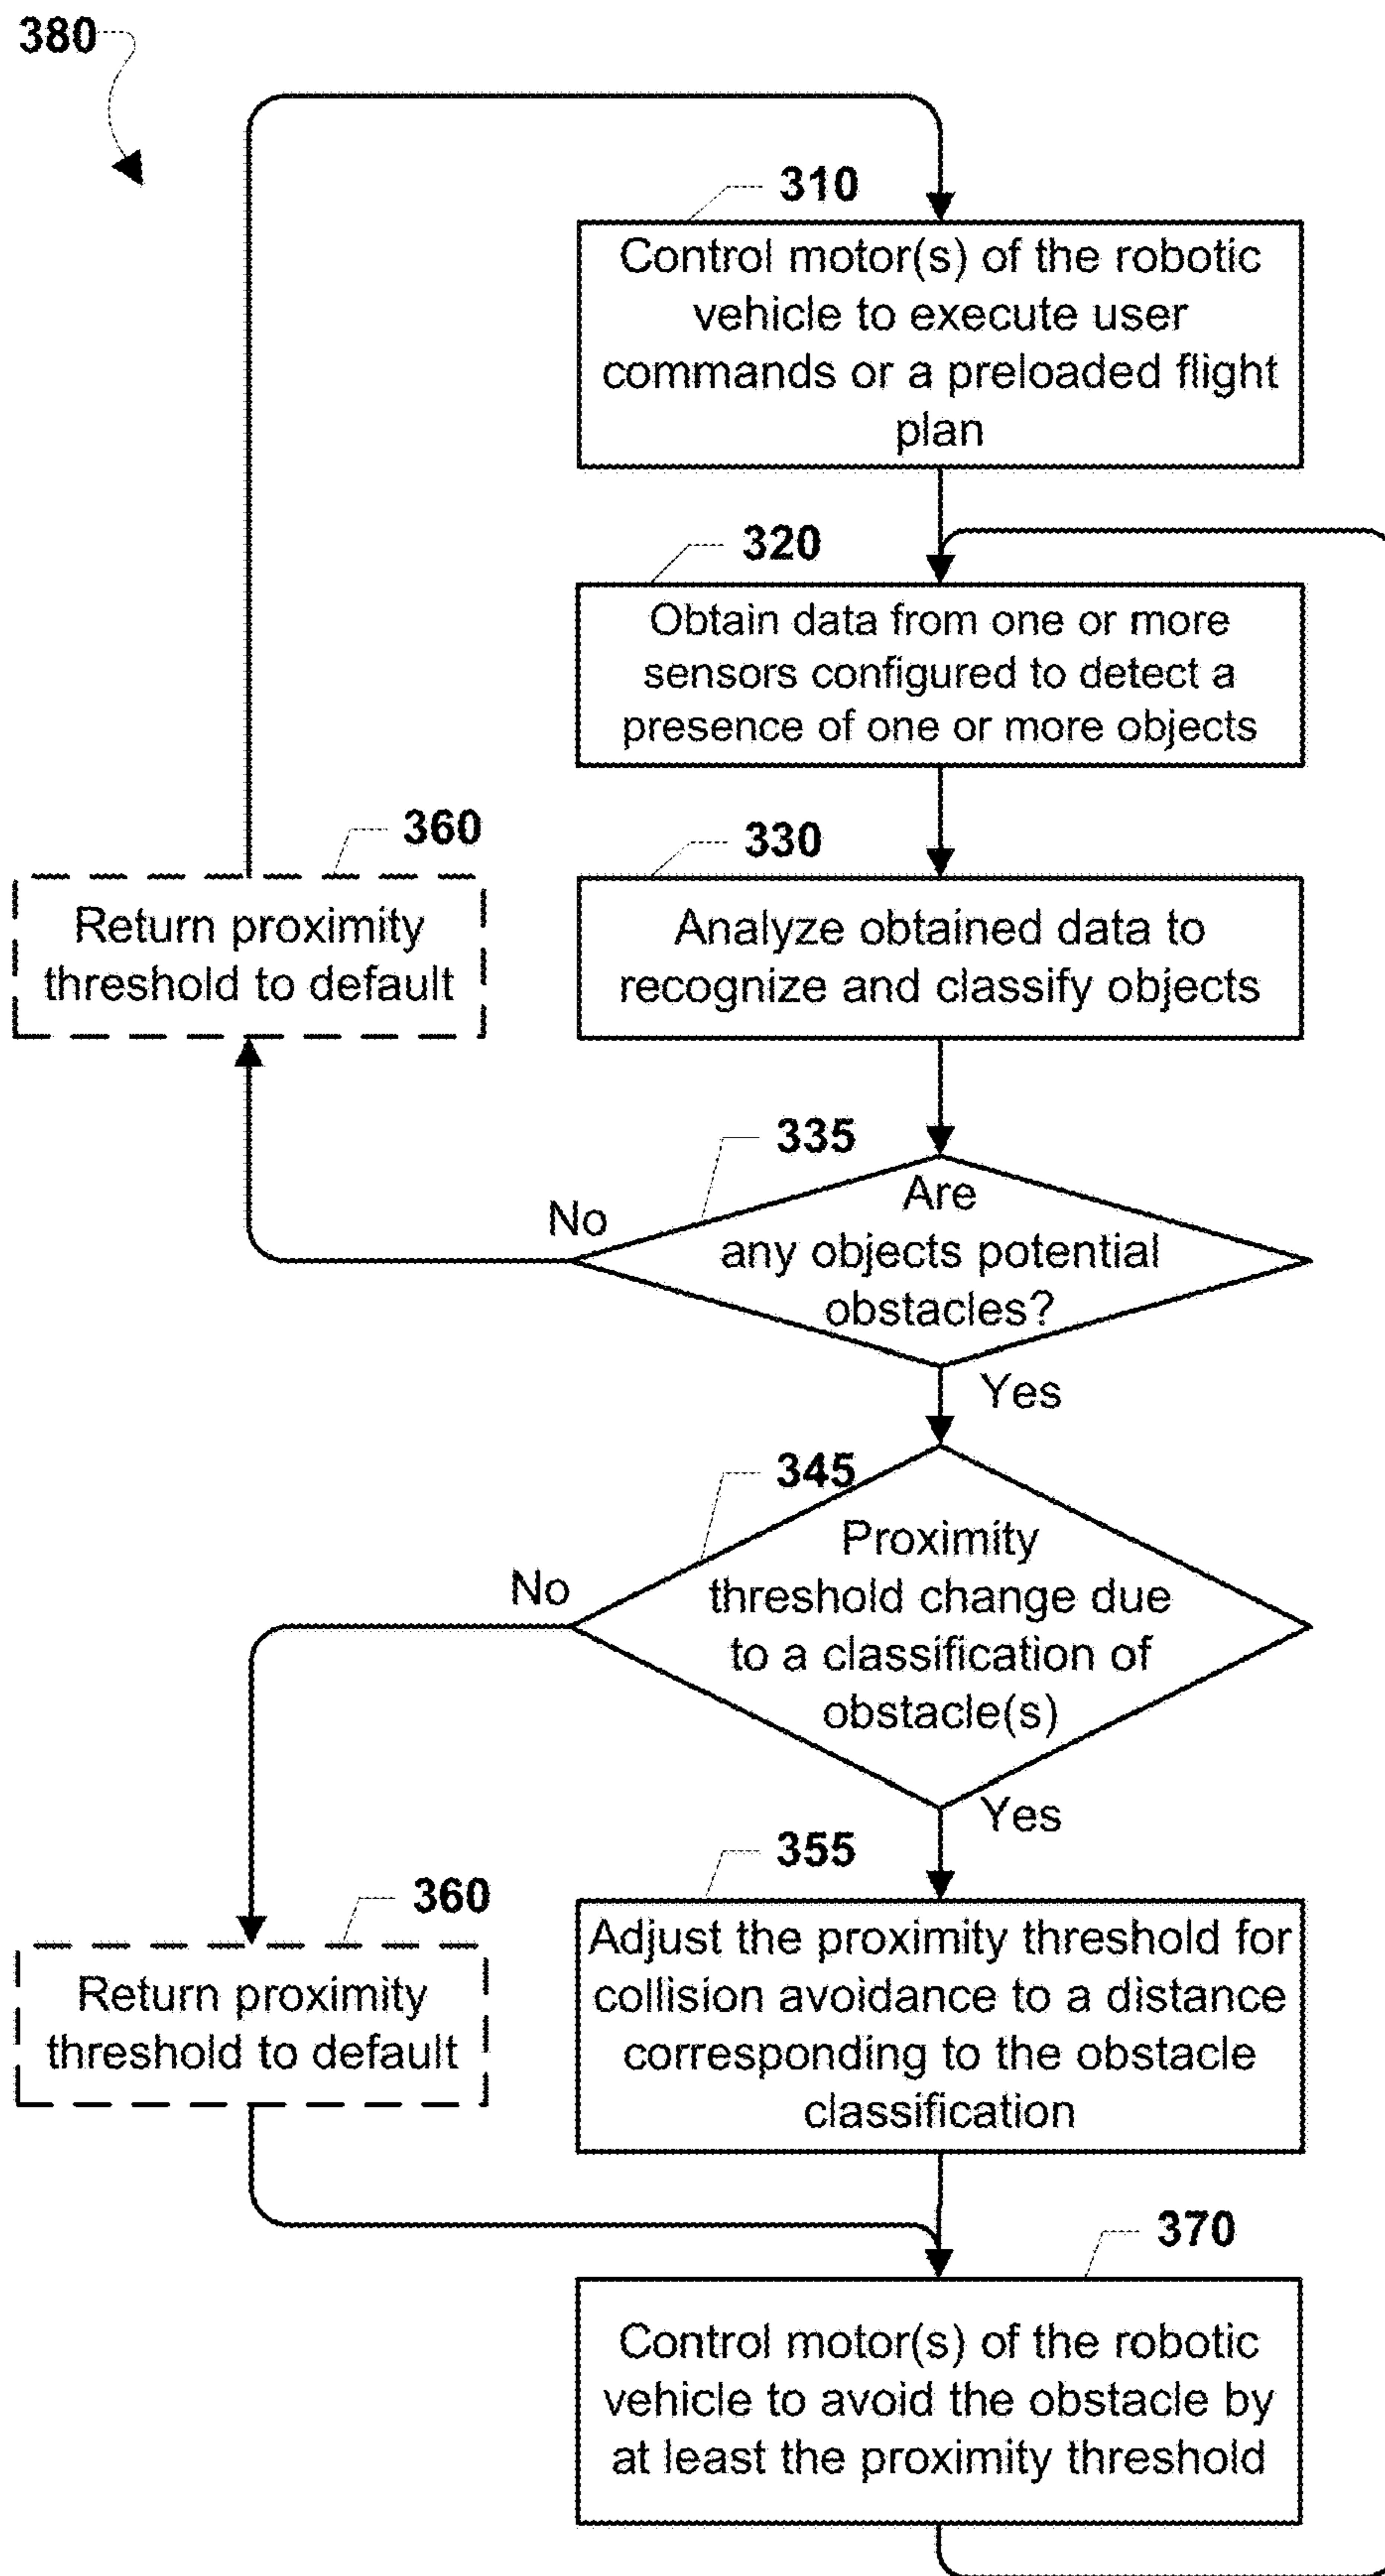 380
310
Control motor(s) of the robotic
vehicle to execute user
commands or a preloaded flight
plan
320
Obtain data from one or more
sensors configured to detect a
presence of one or more objects
360
Return proximity
threshold to default
330
Analyze obtained data to
recognize and classify objects
335
No
Are
any objects potential
obstacles?
Yes
345
No
Proximity
threshold change due
to a classification of
obstacle(s)
Yes
360
Return proximity
threshold to default
355
Adjust the proximity threshold for
collision avoidance to a distance
corresponding to the obstacle
classification
370
Control motor(s) of the robotic
vehicle to avoid the obstacle by
at least the proximity threshold